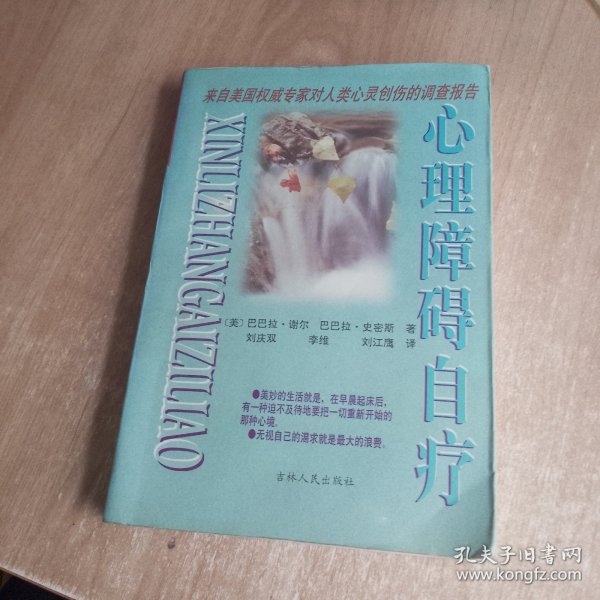 来自美国权威专家对人类心灵创伤的调查报告
心理障碍自疗
XINLIZHANGAIZILIAO
〔美〕巴巴拉·谢尔 巴巴拉·史密斯 著
刘庆双 李维 刘江鹰 译
●美妙的生活就是，在早晨起床后，
有一种迫不及待地要把一切重新开始的
那种心境。
●无视自己的渴求就是最大的浪费。
吉林人民出版社
孔夫子旧书网
www.kongfz.com